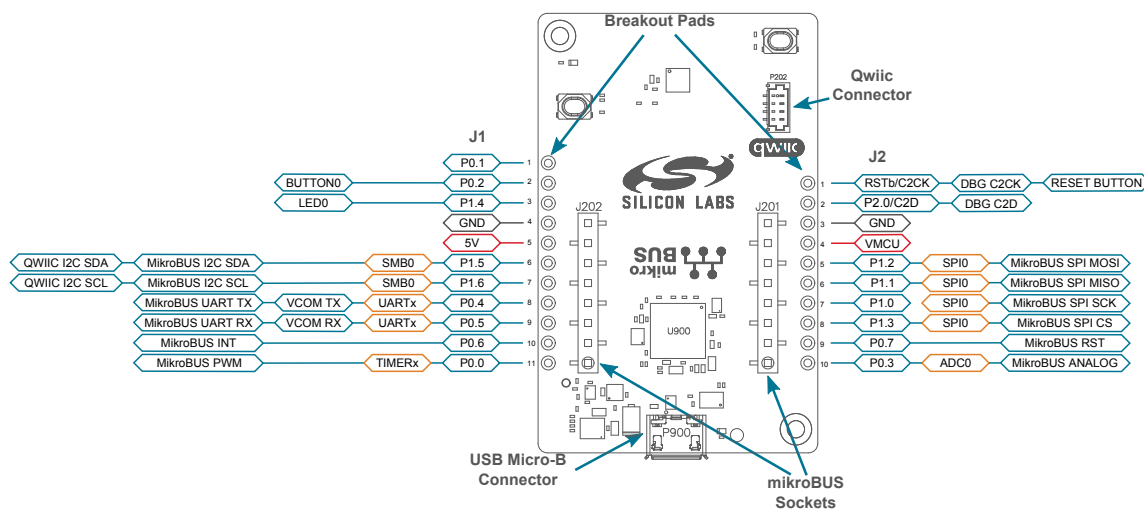 Breakout Pads
P202
Qwiic
Connector
qwiic
J1
J2
P0.1 1
BUTTON0 P0.2 2
LED0 P1.4 3
GND 4
5V 5
QWIIC I2C SDA MikroBUS I2C SDA SMB0 P1.5 6
QWIIC I2C SCL MikroBUS I2C SCL SMB0 P1.6 7
MikroBUS UART TX VCOM TX UARTx P0.4 8
MikroBUS UART RX VCOM RX UARTx P0.5 9
MikroBUS INT P0.6 10
MikroBUS PWM TIMERx P0.0 11
SILICON LABS
J202
J201
mikro
BUS
U900
P900
1 RSTb/C2CK DBG C2CK RESET BUTTON
2 P2.0/C2D DBG C2D
3 GND
4 VMCU
5 P1.2 SPI0 MikroBUS SPI MOSI
6 P1.1 SPI0 MikroBUS SPI MISO
7 P1.0 SPI0 MikroBUS SPI SCK
8 P1.3 SPI0 MikroBUS SPI CS
9 P0.7 MikroBUS RST
10 P0.3 ADC0 MikroBUS ANALOG
USB Micro-B
Connector
mikroBUS
Sockets